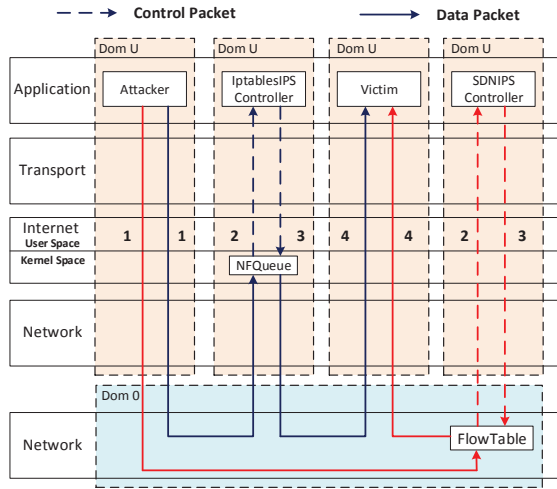 Control Packet
Data Packet
Dom U
Dom U
Dom U
Dom U
Application
Attacker
IptablesIPS
Controller
Victim
SDNIPS
Controller
Transport
Internet
User Space
1
1
2
3
4
4
2
3
Kernel Space
NFQueue
Network
Dom 0
Network
FlowTable